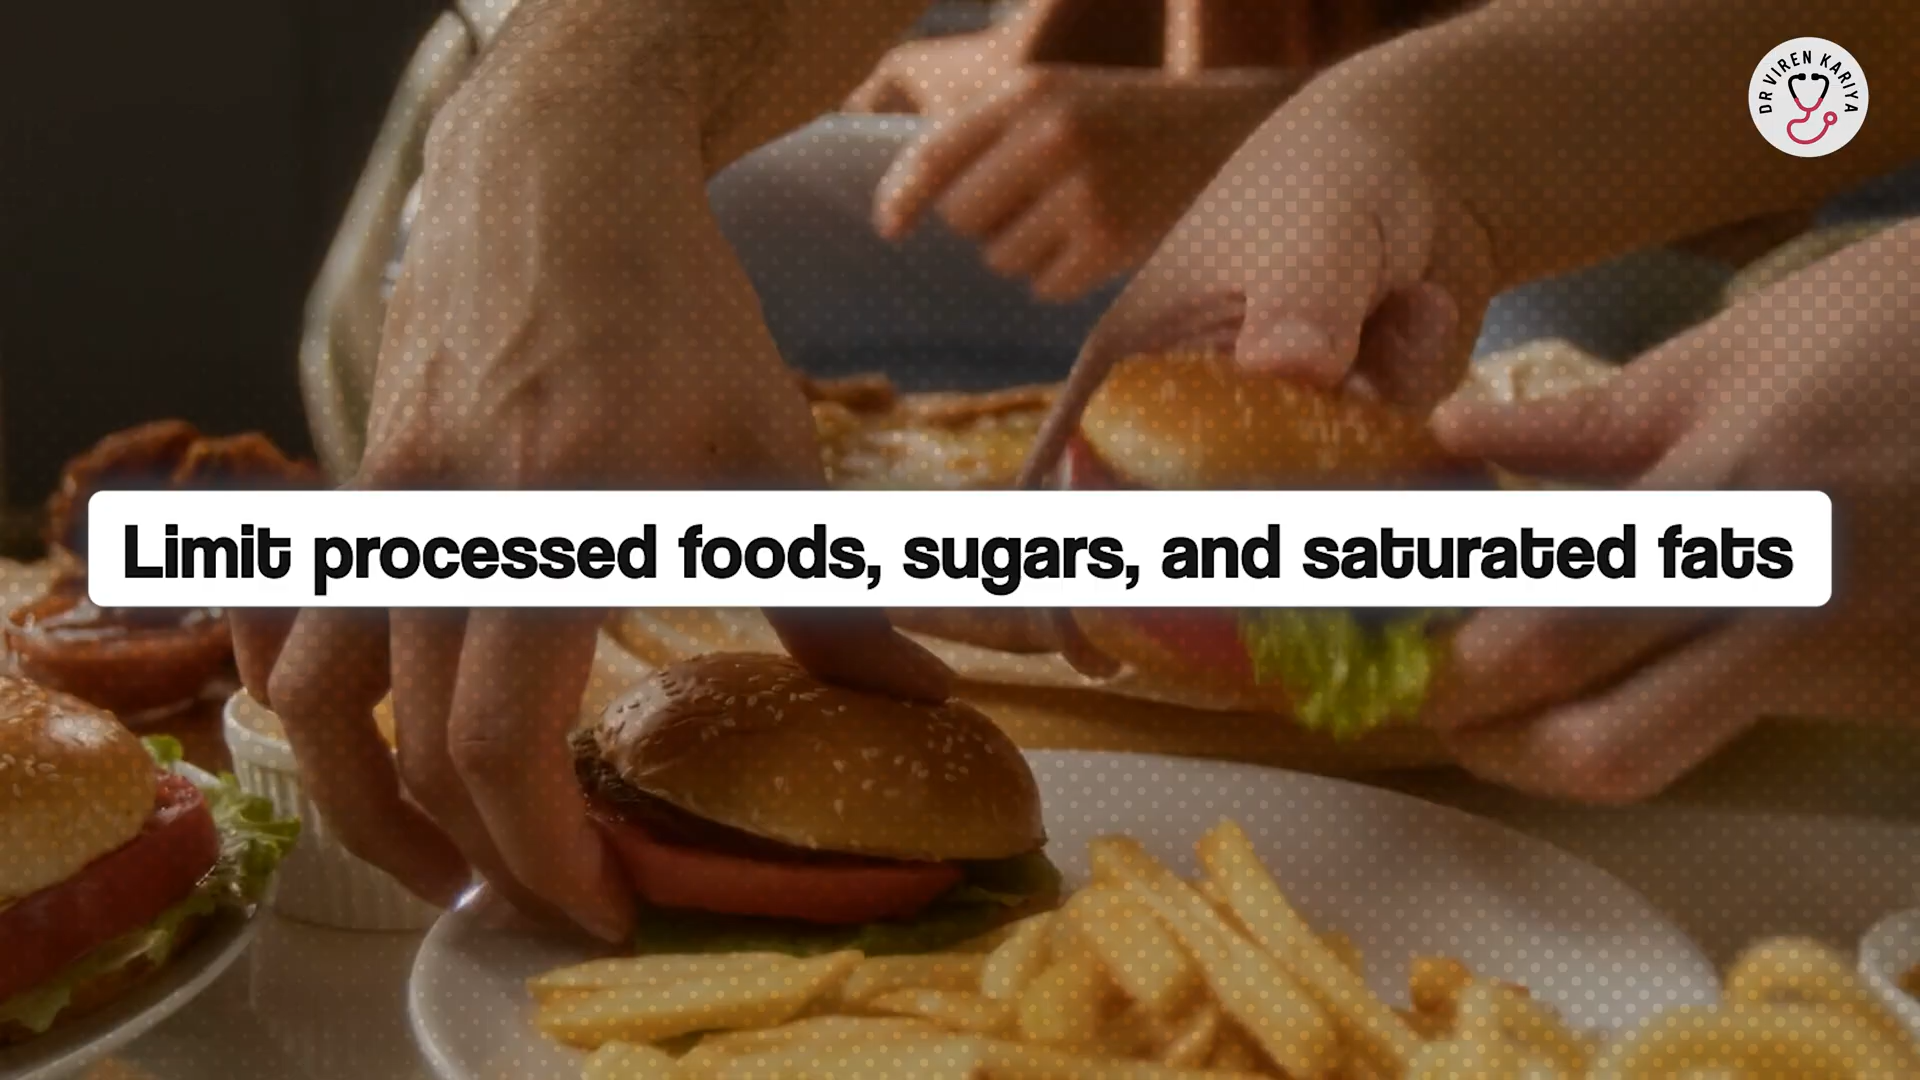 DR VIREN KARIYA
Limit processed foods, sugars, and saturated fats